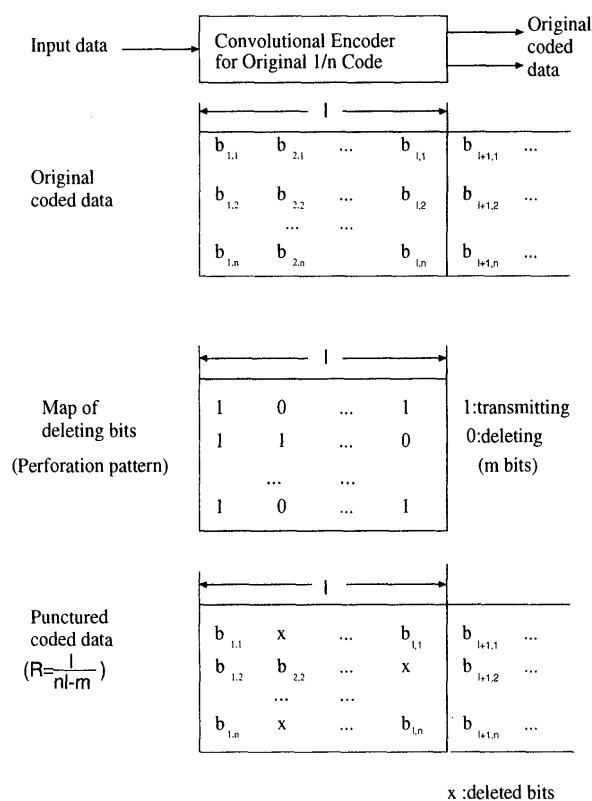 Input data
Convolutional Encoder
for Original 1/n Code
Original
coded
data
l
Original
coded data
b 1,1 b 2,1 ... b l,1 b l+1,1 ...
b 1,2 b 2,2 ... b l,2 b l+1,2 ...
... ...
b 1,n b 2,n ... b l,n b l+1,n ...
l
Map of
deleting bits
(Perforation pattern)
1 0 ... 1
1 1 ... 0
... ...
1 0 ... 1
1:transmitting
0:deleting
(m bits)
l
Punctured
coded data
(R=l/nl-m)
b 1,1 x ... b l,1 b l+1,1 ...
b 1,2 b 2,2 ... x b l+1,2 ...
... ...
b 1,n x ... b l,n b l+1,n ...
x :deleted bits